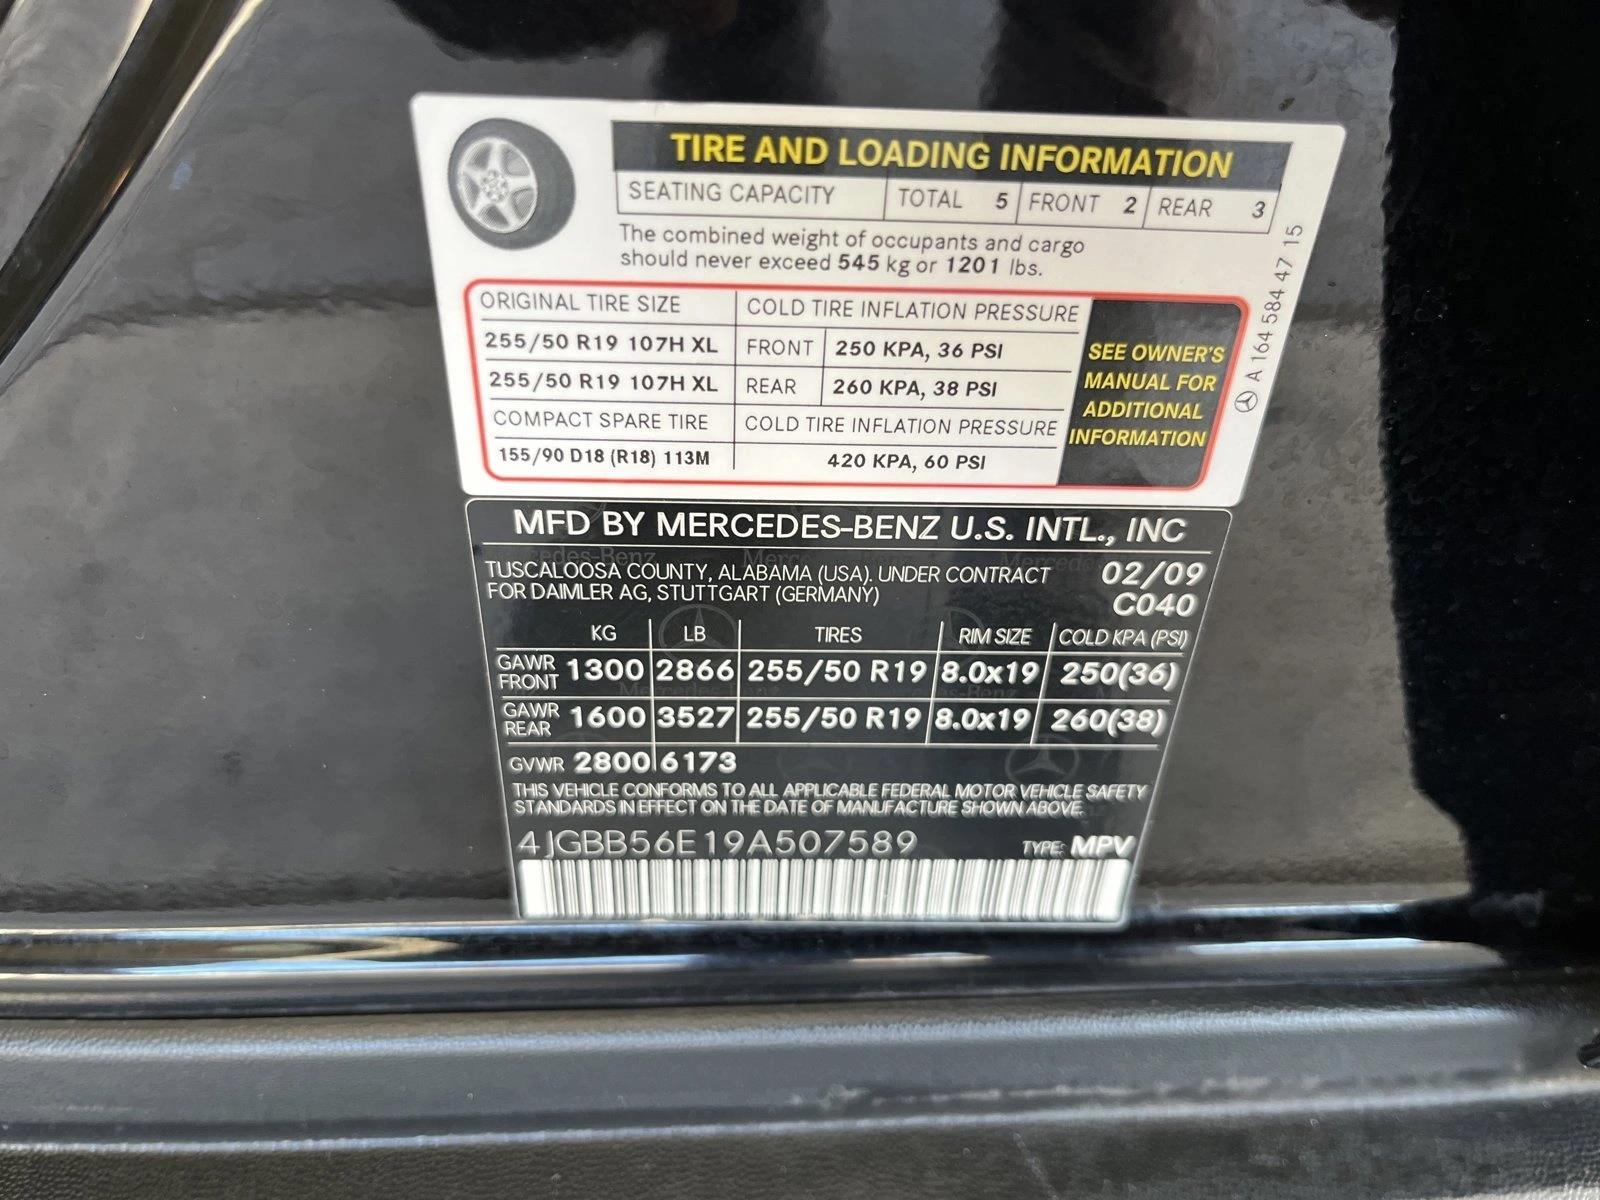 TIRE AND LOADING INFORMATION
SEATING CAPACITY TOTAL 5 FRONT 2 REAR 3
The combined weight of occupants and cargo
should never exceed 545 kg or 1201 lbs.
ORIGINAL TIRE SIZE COLD TIRE INFLATION PRESSURE
255/50 R19 107H XL FRONT 250 KPA, 36 PSI
255/50 R19 107H XL REAR 260 KPA, 38 PSI
COMPACT SPARE TIRE COLD TIRE INFLATION PRESSURE
155/90 D18 (R18) 113M 420 KPA, 60 PSI
SEE OWNER'S
MANUAL FOR
ADDITIONAL
INFORMATION
A 164 584 47 15
MFD BY MERCEDES-BENZ U.S. INTL., INC
TUSCALOOSA COUNTY, ALABAMA (USA). UNDER CONTRACT 02/09
FOR DAIMLER AG, STUTTGART (GERMANY) C040
KG LB TIRES RIM SIZE COLD KPA (PSI)
GAWR FRONT 1300 2866 255/50 R19 8.0x19 250(36)
GAWR REAR 1600 3527 255/50 R19 8.0x19 260(38)
GVWR 2800 6173
THIS VEHICLE CONFORMS TO ALL APPLICABLE FEDERAL MOTOR VEHICLE SAFETY
STANDARDS IN EFFECT ON THE DATE OF MANUFACTURE SHOWN ABOVE.
4JGBB56E19A507589 TYPE: MPV